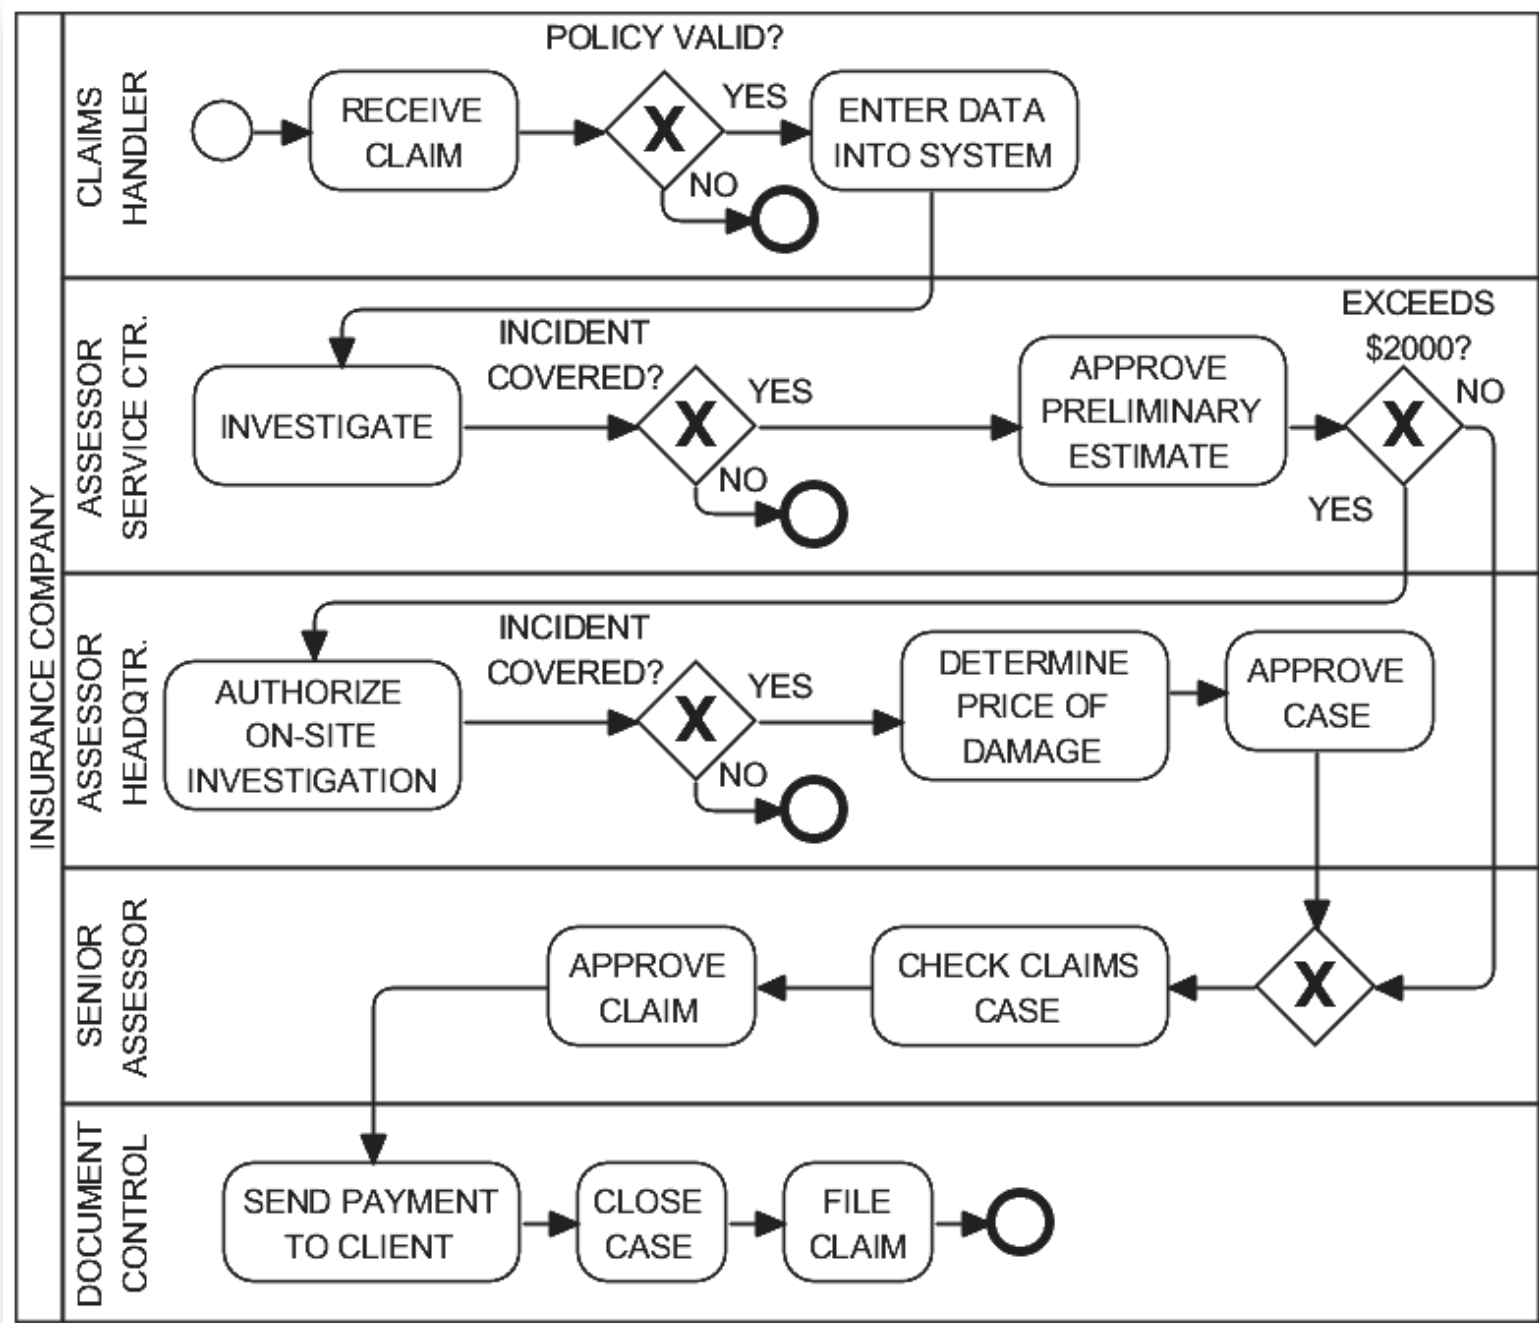 INSURANCE COMPANY
CLAIMS
HANDLER
POLICY VALID?
RECEIVE
CLAIM
X
YES
NO
ENTER DATA
INTO SYSTEM
ASSESSOR
SERVICE CTR.
INVESTIGATE
INCIDENT
COVERED?
X
YES
NO
APPROVE
PRELIMINARY
ESTIMATE
EXCEEDS
$2000?
X
NO
YES
ASSESSOR
HEADQTR.
AUTHORIZE
ON-SITE
INVESTIGATION
INCIDENT
COVERED?
X
YES
NO
DETERMINE
PRICE OF
DAMAGE
APPROVE
CASE
SENIOR
ASSESSOR
APPROVE
CLAIM
CHECK CLAIMS
CASE
X
DOCUMENT
CONTROL
SEND PAYMENT
TO CLIENT
CLOSE
CASE
FILE
CLAIM